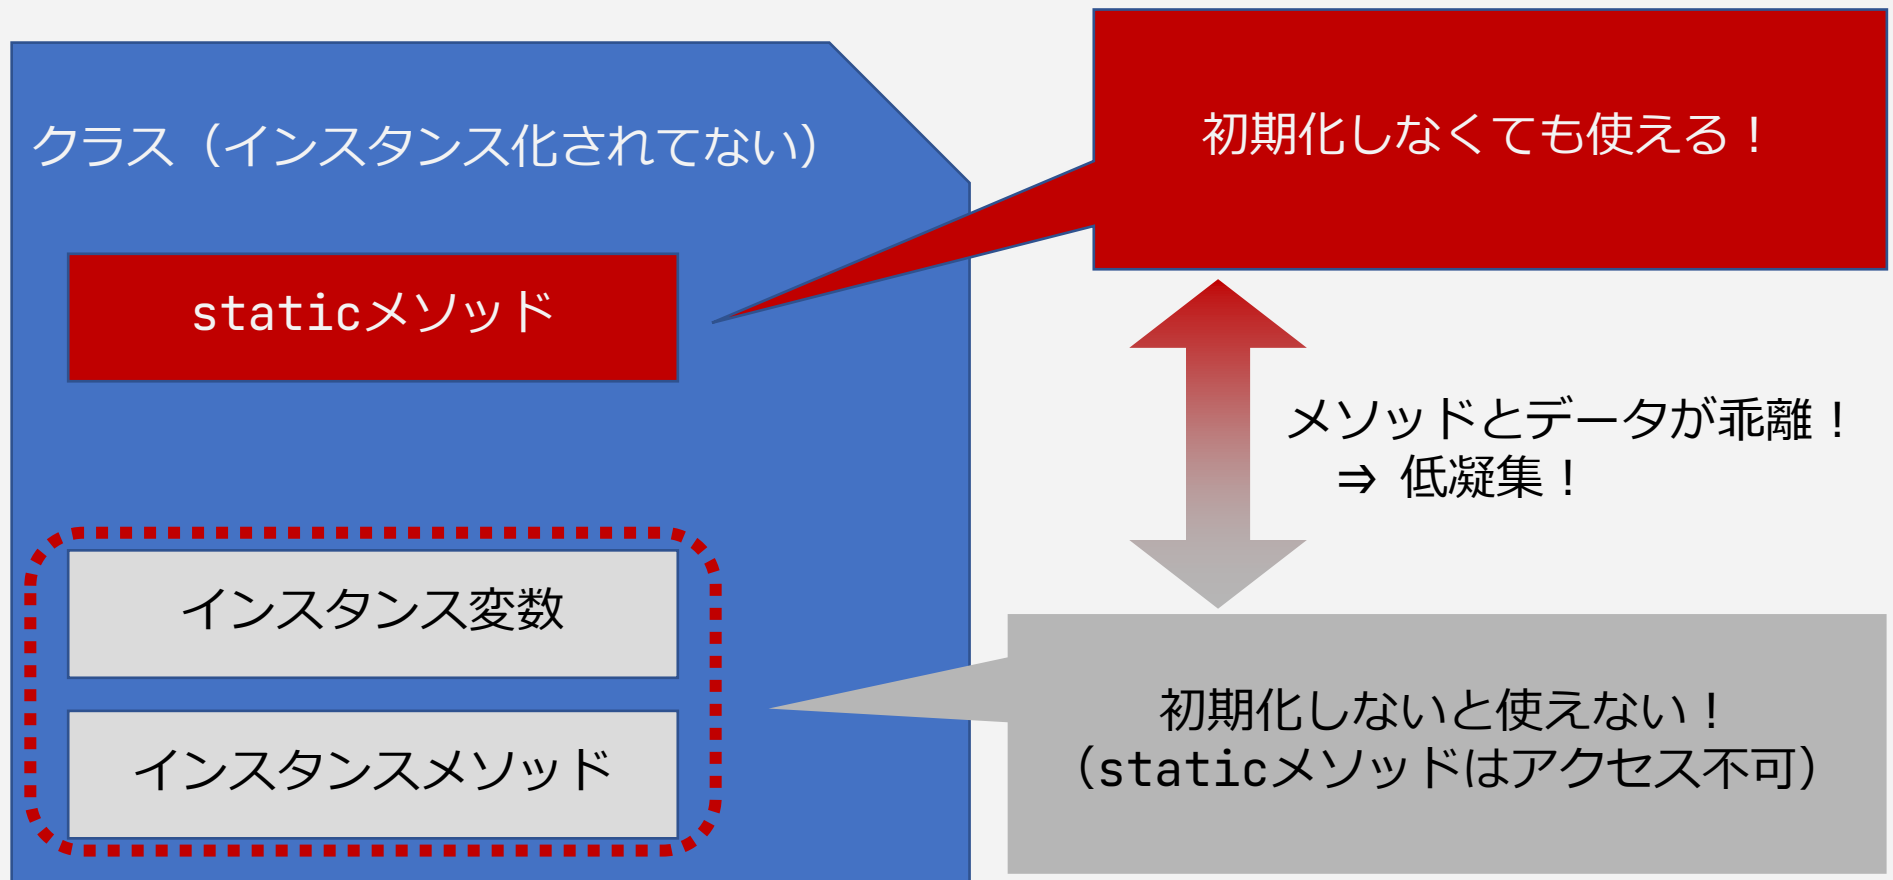 クラス（インスタンス化されてない）
staticメソッド
インスタンス変数
インスタンスメソッド
初期化しなくても使える！
メソッドとデータが乖離！
⇒ 低凝集！
初期化しないと使えない！
（staticメソッドはアクセス不可）